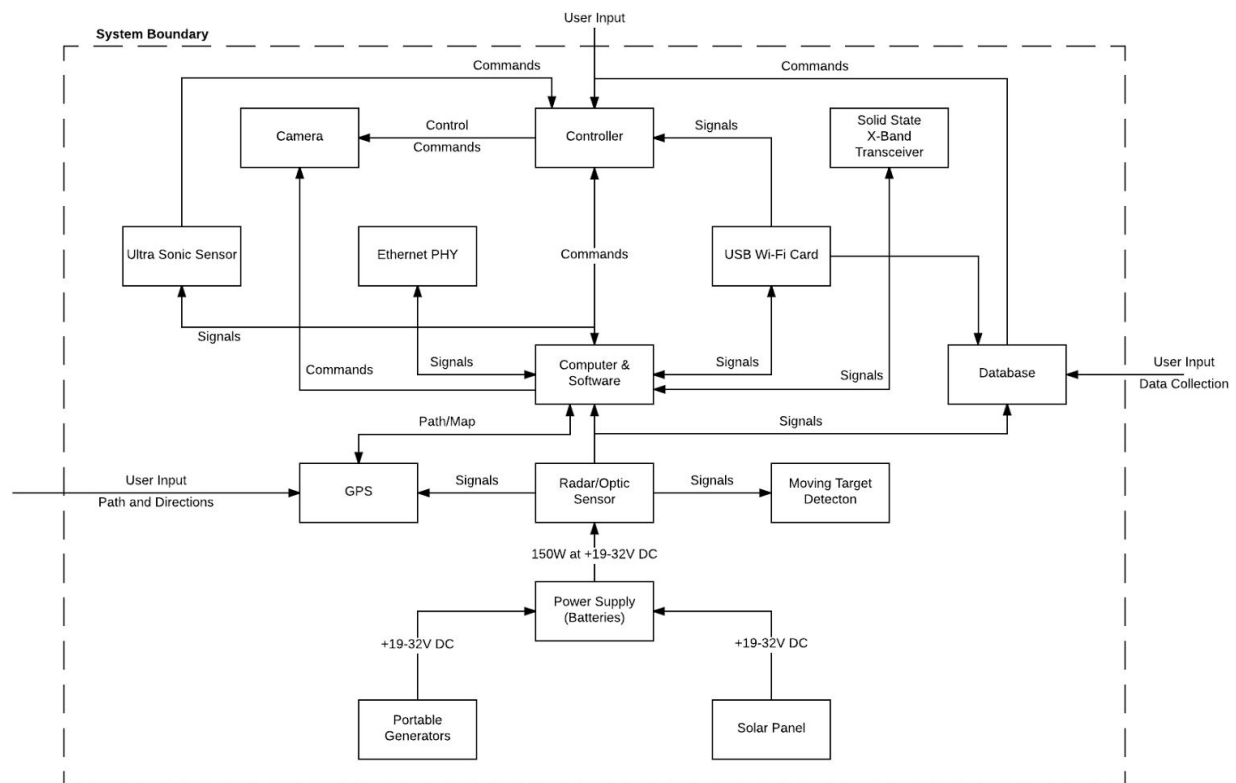 User Input
System Boundary
Commands
Commands
Camera
Control
Commands
Controller
Signals
Solid State
X-Band
Transceiver
Ultra Sonic Sensor
Ethernet PHY
Commands
USB Wi-Fi Card
Signals
Signals
Commands
Computer &
Software
Signals
Signals
Database
User Input
Data Collection
Path/Map
Signals
User Input
Path and Directions
GPS
Signals
Radar/Optic
Sensor
Signals
Moving Target
Detecton
150W at +19-32V DC
Power Supply
(Batteries)
+19-32V DC
+19-32V DC
Portable
Generators
Solar Panel